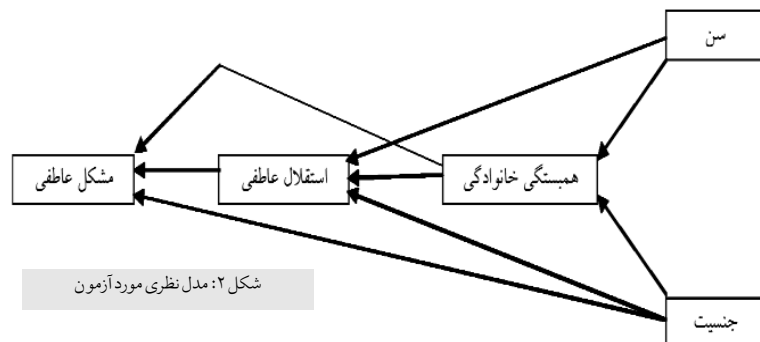 سن
همبستگی خانوادگی
استقلال عاطفی
مشکل عاطفی
شکل ۲: مدل نظری مورد آزمون
جنسیت